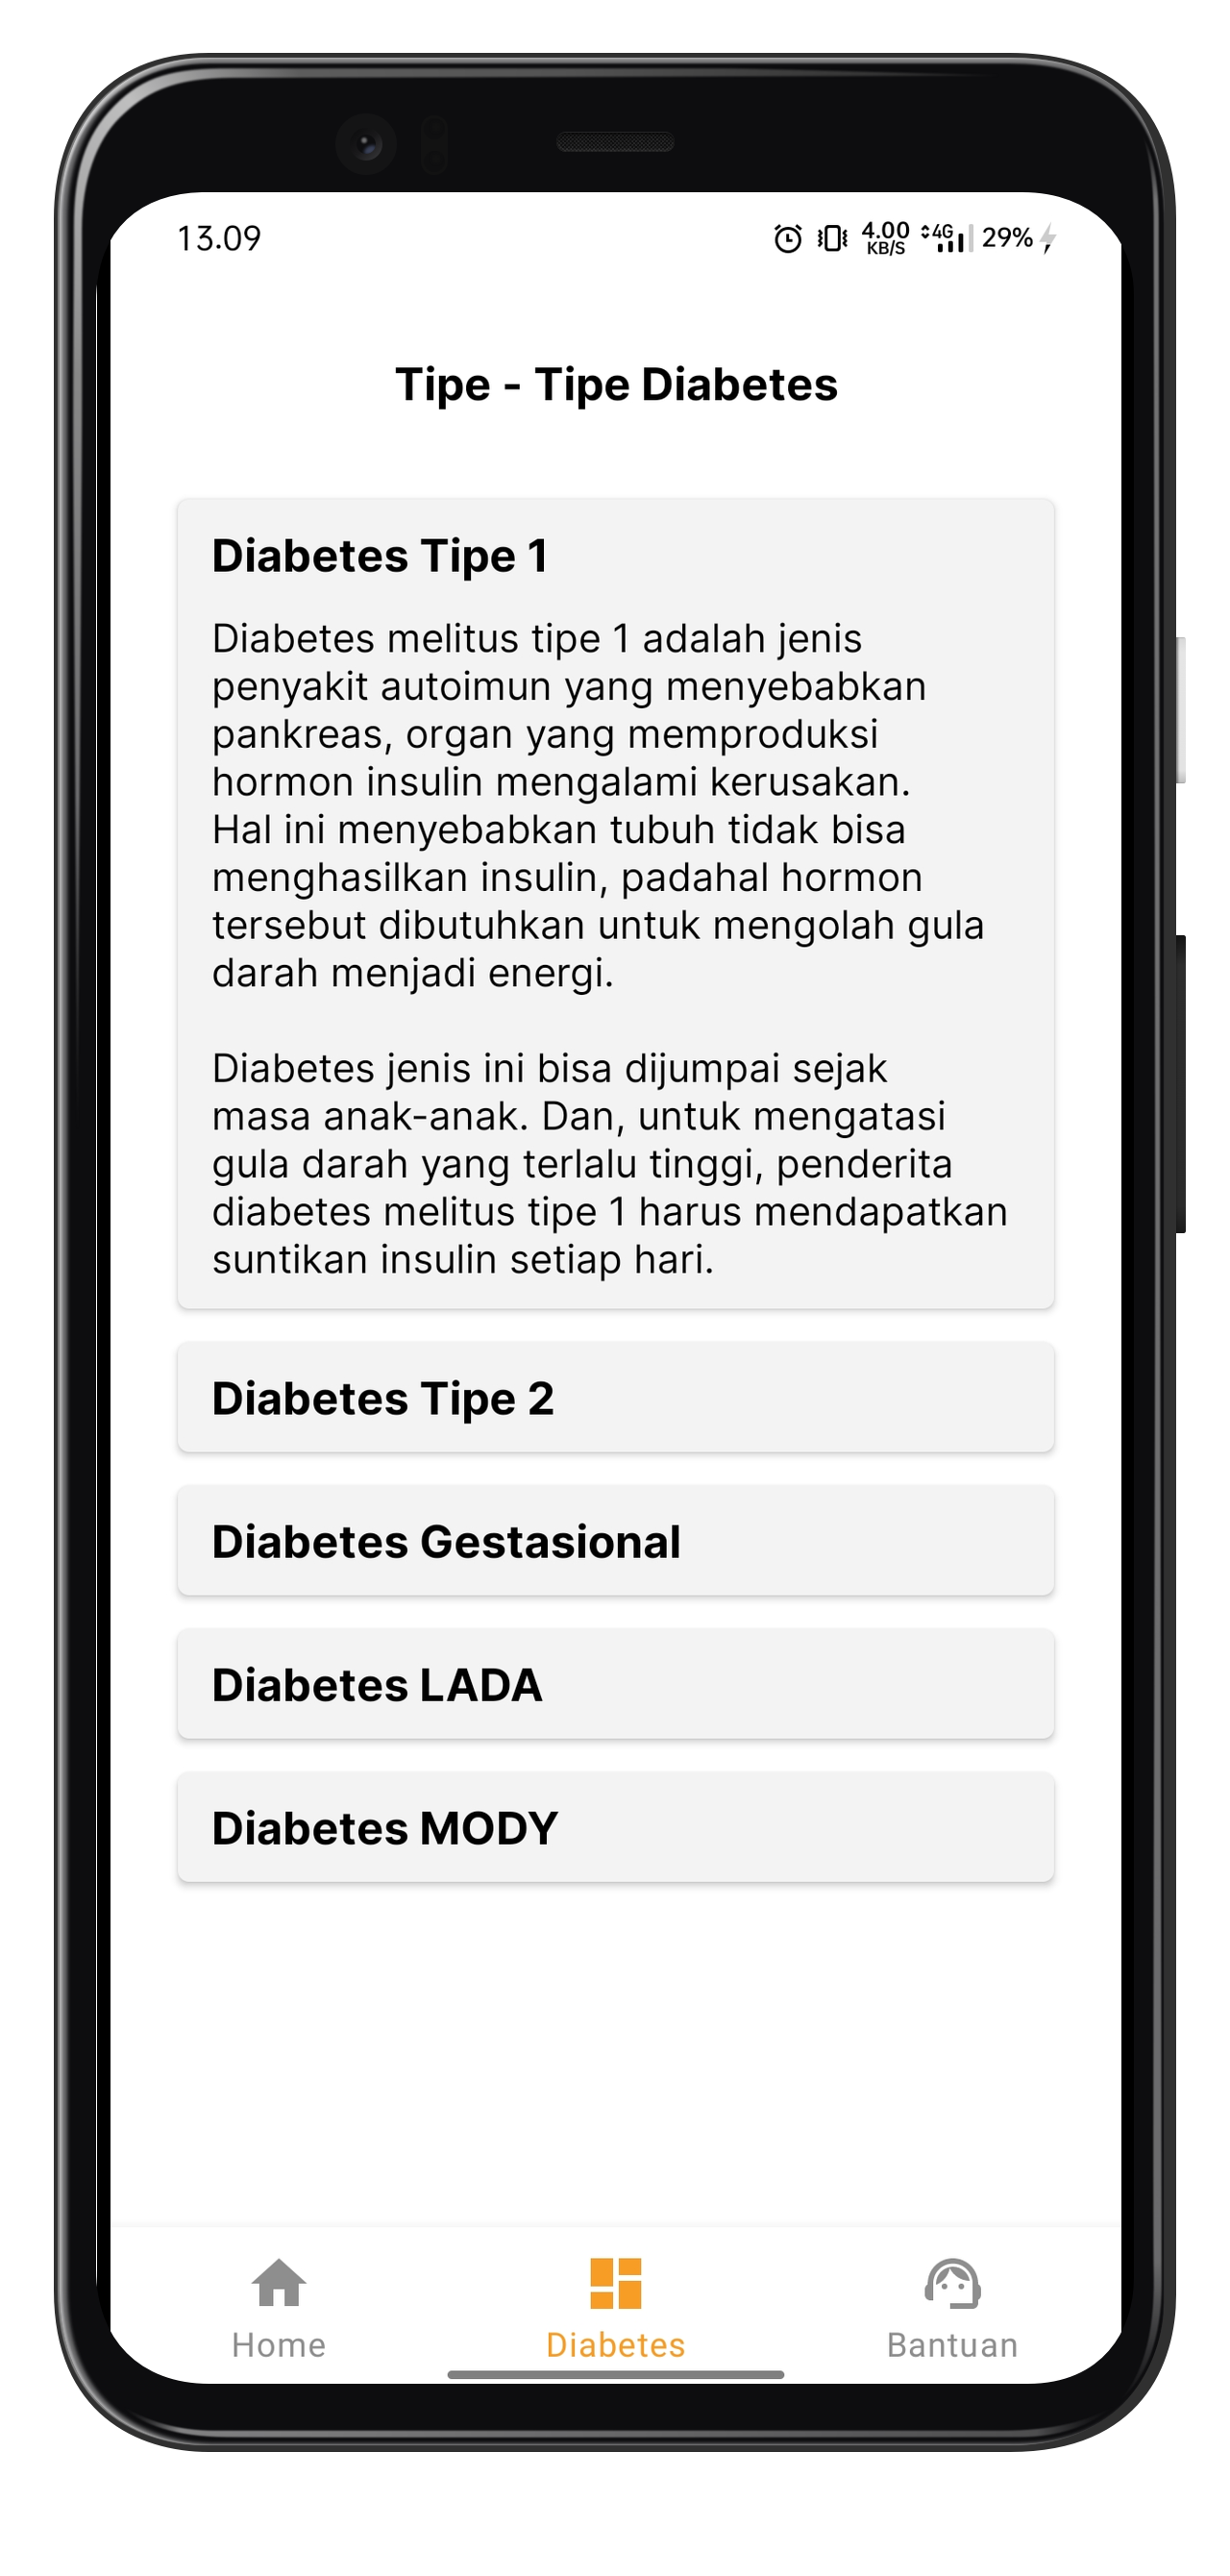 13.09
4.00
KB/S
4G
29%
Tipe - Tipe Diabetes
Diabetes Tipe 1
Diabetes melitus tipe 1 adalah jenis
penyakit autoimun yang menyebabkan
pankreas, organ yang memproduksi
hormon insulin mengalami kerusakan.
Hal ini menyebabkan tubuh tidak bisa
menghasilkan insulin, padahal hormon
tersebut dibutuhkan untuk mengolah gula
darah menjadi energi.
Diabetes jenis ini bisa dijumpai sejak
masa anak-anak. Dan, untuk mengatasi
gula darah yang terlalu tinggi, penderita
diabetes melitus tipe 1 harus mendapatkan
suntikan insulin setiap hari.
Diabetes Tipe 2
Diabetes Gestasional
Diabetes LADA
Diabetes MODY
Home
Diabetes
Bantuan